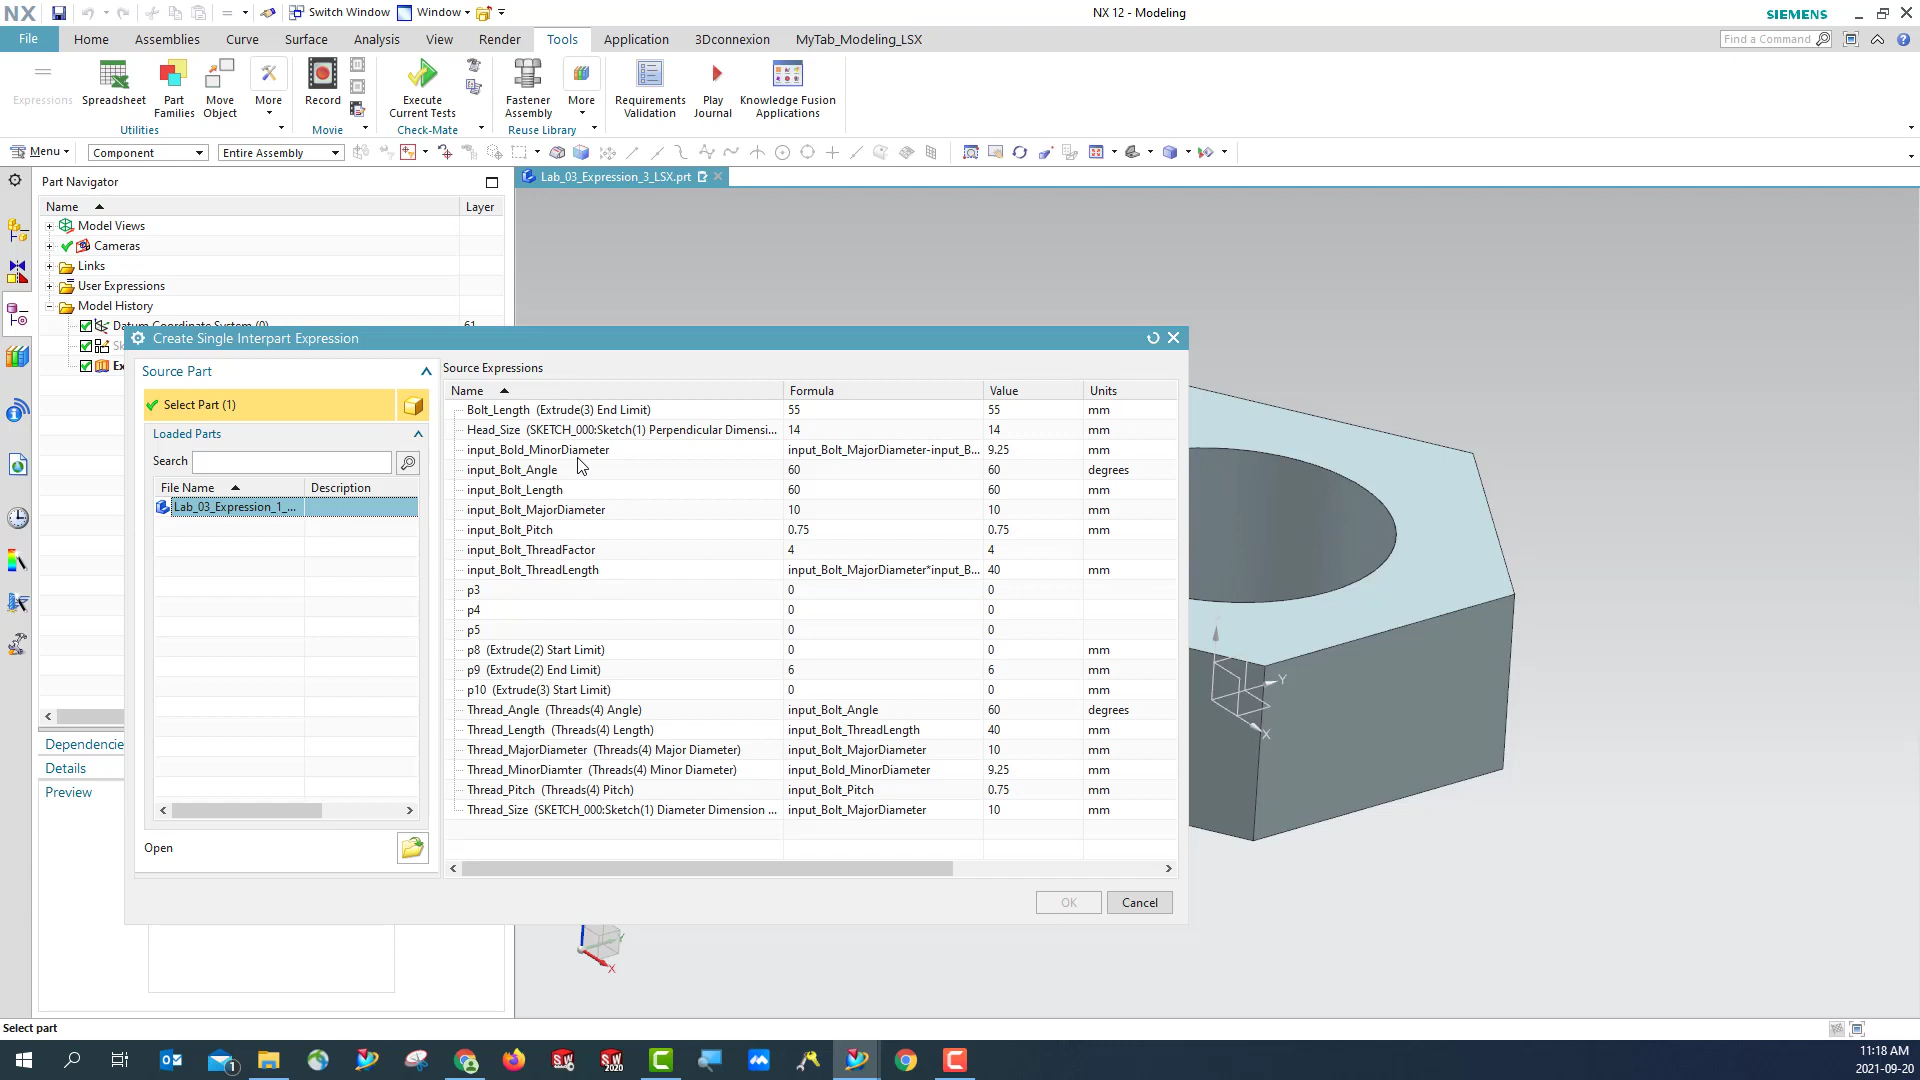 NX Switch Window Window NX 12 - Modeling SIEMENS
File Home Assemblies Curve Surface Analysis View Render Tools Application 3Dconnexion MyTab_Modeling_LSX Find a Command
Expressions Spreadsheet Part Families Move Object More Record Execute Current Tests Fastener Assembly More Requirements Validation Play Journal Knowledge Fusion Applications
Utilities Movie Check-Mate Reuse Library
Menu Component Entire Assembly
Part Navigator Lab_03_Expression_3_LSX.prt
Name Layer
Model Views
Cameras
Links
User Expressions
Model History
Datum Coordinate System (0) 61
Sk
Ex
Create Single Interpart Expression
Source Part
Select Part (1)
Loaded Parts
Search
File Name Description
Lab_03_Expression_1_...
Open
Source Expressions
Name Formula Value Units
Bolt_Length (Extrude(3) End Limit) 55 55 mm
Head_Size (SKETCH_000:Sketch(1) Perpendicular Dimensi... 14 14 mm
input_Bold_MinorDiameter input_Bolt_MajorDiameter-input_B... 9.25 mm
input_Bolt_Angle 60 60 degrees
input_Bolt_Length 60 60 mm
input_Bolt_MajorDiameter 10 10 mm
input_Bolt_Pitch 0.75 0.75 mm
input_Bolt_ThreadFactor 4 4
input_Bolt_ThreadLength input_Bolt_MajorDiameter*input_B... 40 mm
p3 0 0
p4 0 0
p5 0 0
p8 (Extrude(2) Start Limit) 0 0 mm
p9 (Extrude(2) End Limit) 6 6 mm
p10 (Extrude(3) Start Limit) 0 0 mm
Thread_Angle (Threads(4) Angle) input_Bolt_Angle 60 degrees
Thread_Length (Threads(4) Length) input_Bolt_ThreadLength 40 mm
Thread_MajorDiameter (Threads(4) Major Diameter) input_Bolt_MajorDiameter 10 mm
Thread_MinorDiamter (Threads(4) Minor Diameter) input_Bold_MinorDiameter 9.25 mm
Thread_Pitch (Threads(4) Pitch) input_Bolt_Pitch 0.75 mm
Thread_Size (SKETCH_000:Sketch(1) Diameter Dimension ... input_Bolt_MajorDiameter 10 mm
OK Cancel
Dependencie
Details
Preview
Y
X
Y
X
Select part
1
2020
11:18 AM
2021-09-20